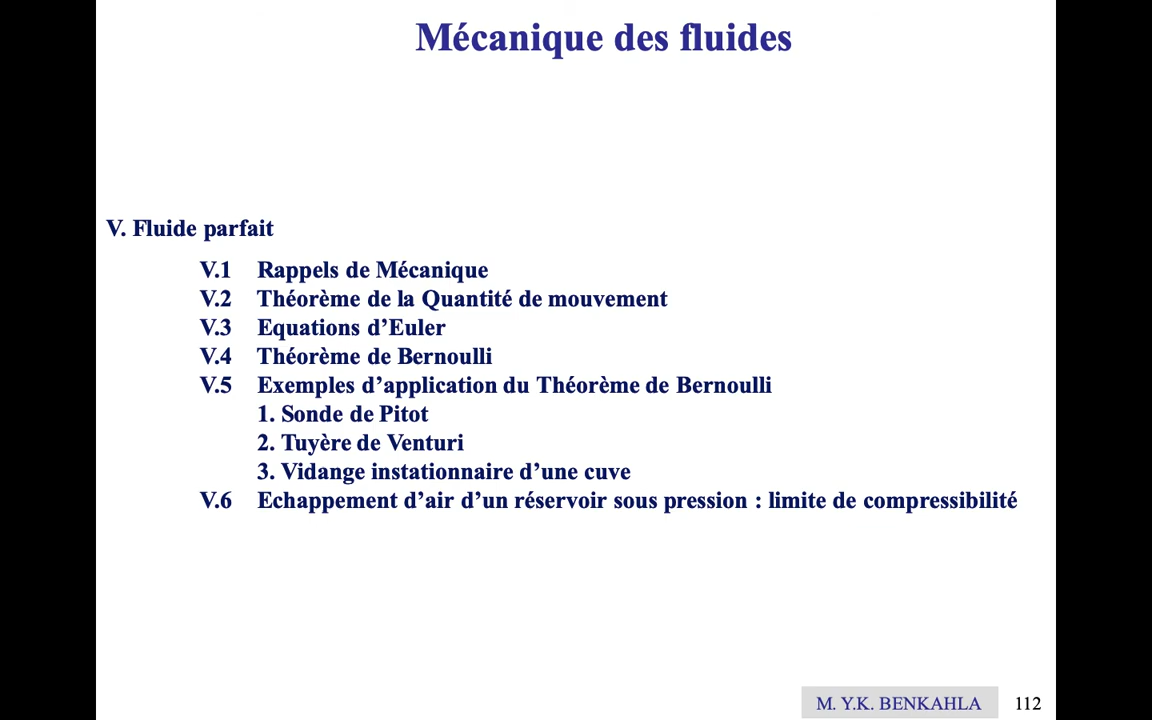 Mécanique des fluides
V. Fluide parfait
V.1 Rappels de Mécanique
V.2 Théorème de la Quantité de mouvement
V.3 Equations d’Euler
V.4 Théorème de Bernoulli
V.5 Exemples d’application du Théorème de Bernoulli
1. Sonde de Pitot
2. Tuyère de Venturi
3. Vidange instationnaire d’une cuve
V.6 Echappement d’air d’un réservoir sous pression : limite de compressibilité
M. Y.K. BENKAHLA 112